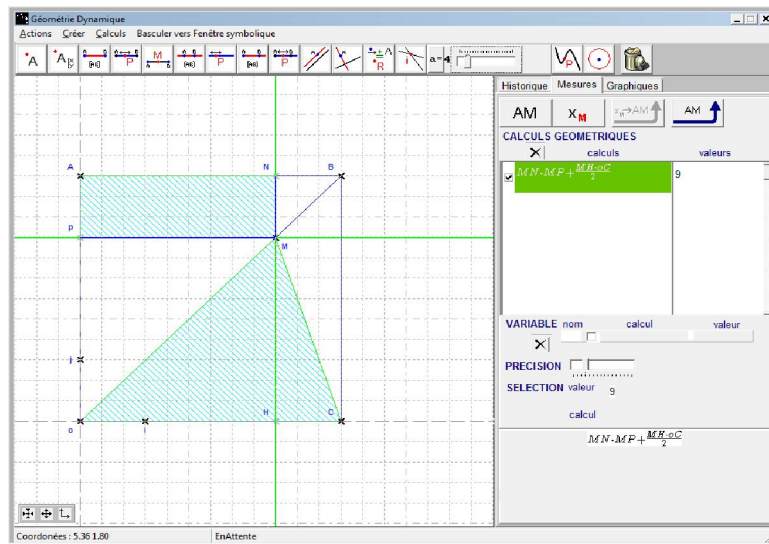 Géométrie Dynamique
Actions Créer Calculs Basculer vers Fenêtre symbolique
a=4
Historique Mesures Graphiques
AM
AM
CALCULS GEOMETRIQUES
calculs valeurs
MN·MP+MH·oC/2 9
A N B
P M
j
o I H C
VARIABLE nom calcul valeur
PRECISION
SELECTION valeur 9
calcul
MN·MP+MH·oC/2
Coordonées : 5.36 1.80 EnAttente